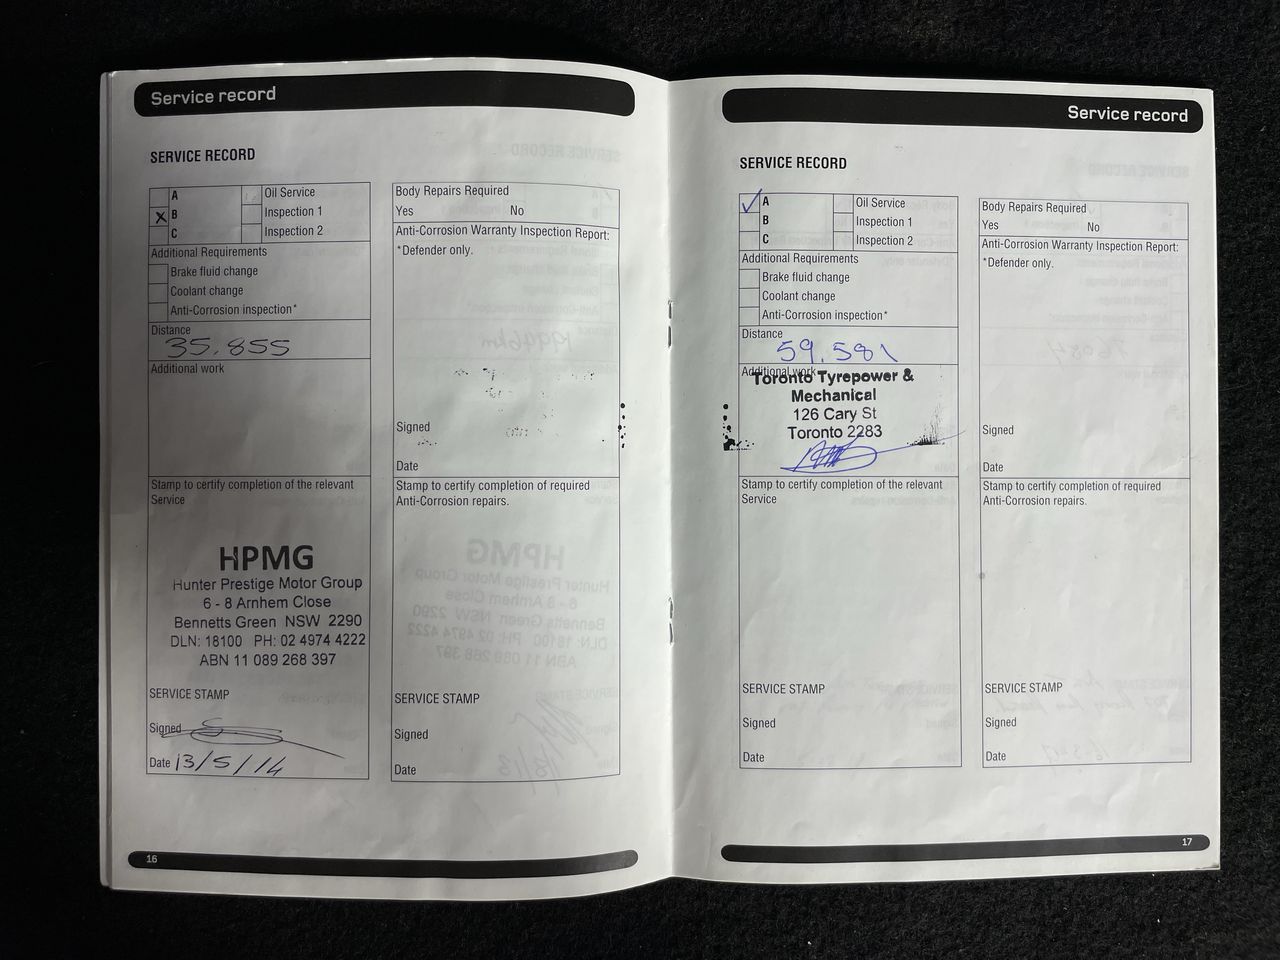 Service record
SERVICE RECORD
A
Oil Service
X B
Inspection 1
C
Inspection 2
Additional Requirements
Brake fluid change
Coolant change
Anti-Corrosion inspection*
Distance
35.855
Additional work
Stamp to certify completion of the relevant
Service
HPMG
Hunter Prestige Motor Group
6 - 8 Arnhem Close
Bennetts Green NSW 2290
DLN: 18100 PH: 02 4974 4222
ABN 11 089 268 397
SERVICE STAMP
Signed
Date 13/5/14
Body Repairs Required
Yes No
Anti-Corrosion Warranty Inspection Report:
*Defender only.
Signed
Date
Stamp to certify completion of required
Anti-Corrosion repairs.
SERVICE STAMP
Signed
Date
16
Service record
SERVICE RECORD
✓ A
Oil Service
B
Inspection 1
C
Inspection 2
Additional Requirements
Brake fluid change
Coolant change
Anti-Corrosion inspection*
Distance
59.581
Additional work
Toronto Tyrepower &
Mechanical
126 Cary St
Toronto 2283
Stamp to certify completion of the relevant
Service
SERVICE STAMP
Signed
Date
Body Repairs Required
Yes No
Anti-Corrosion Warranty Inspection Report:
*Defender only.
Signed
Date
Stamp to certify completion of required
Anti-Corrosion repairs.
SERVICE STAMP
Signed
Date
17